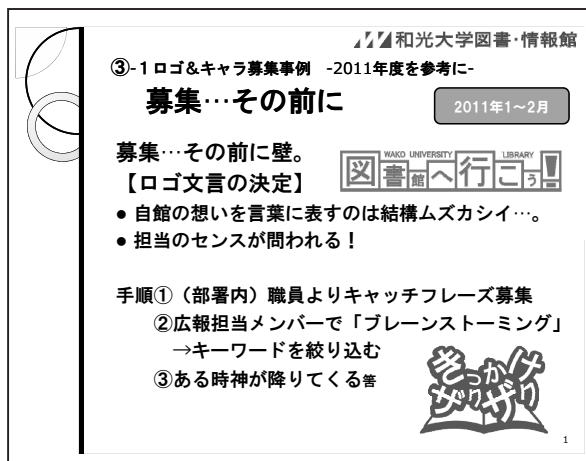 和光大学図書・情報館
③-1ロゴ&キャラ募集事例 -2011年度を参考に-
募集…その前に
2011年1~2月
募集…その前に壁。
【ロゴ文言の決定】
WAKO UNIVERSITY LIBRARY
図書館へ行こう!
● 自館の想いを言葉に表すのは結構ムズカシイ…。
● 担当のセンスが問われる!
手順①(部署内)職員よりキャッチフレーズ募集
②広報担当メンバーで「ブレーンストーミング」
→キーワードを絞り込む
③ある時神が降りてくる筈
きっかけ
ザクザク
1